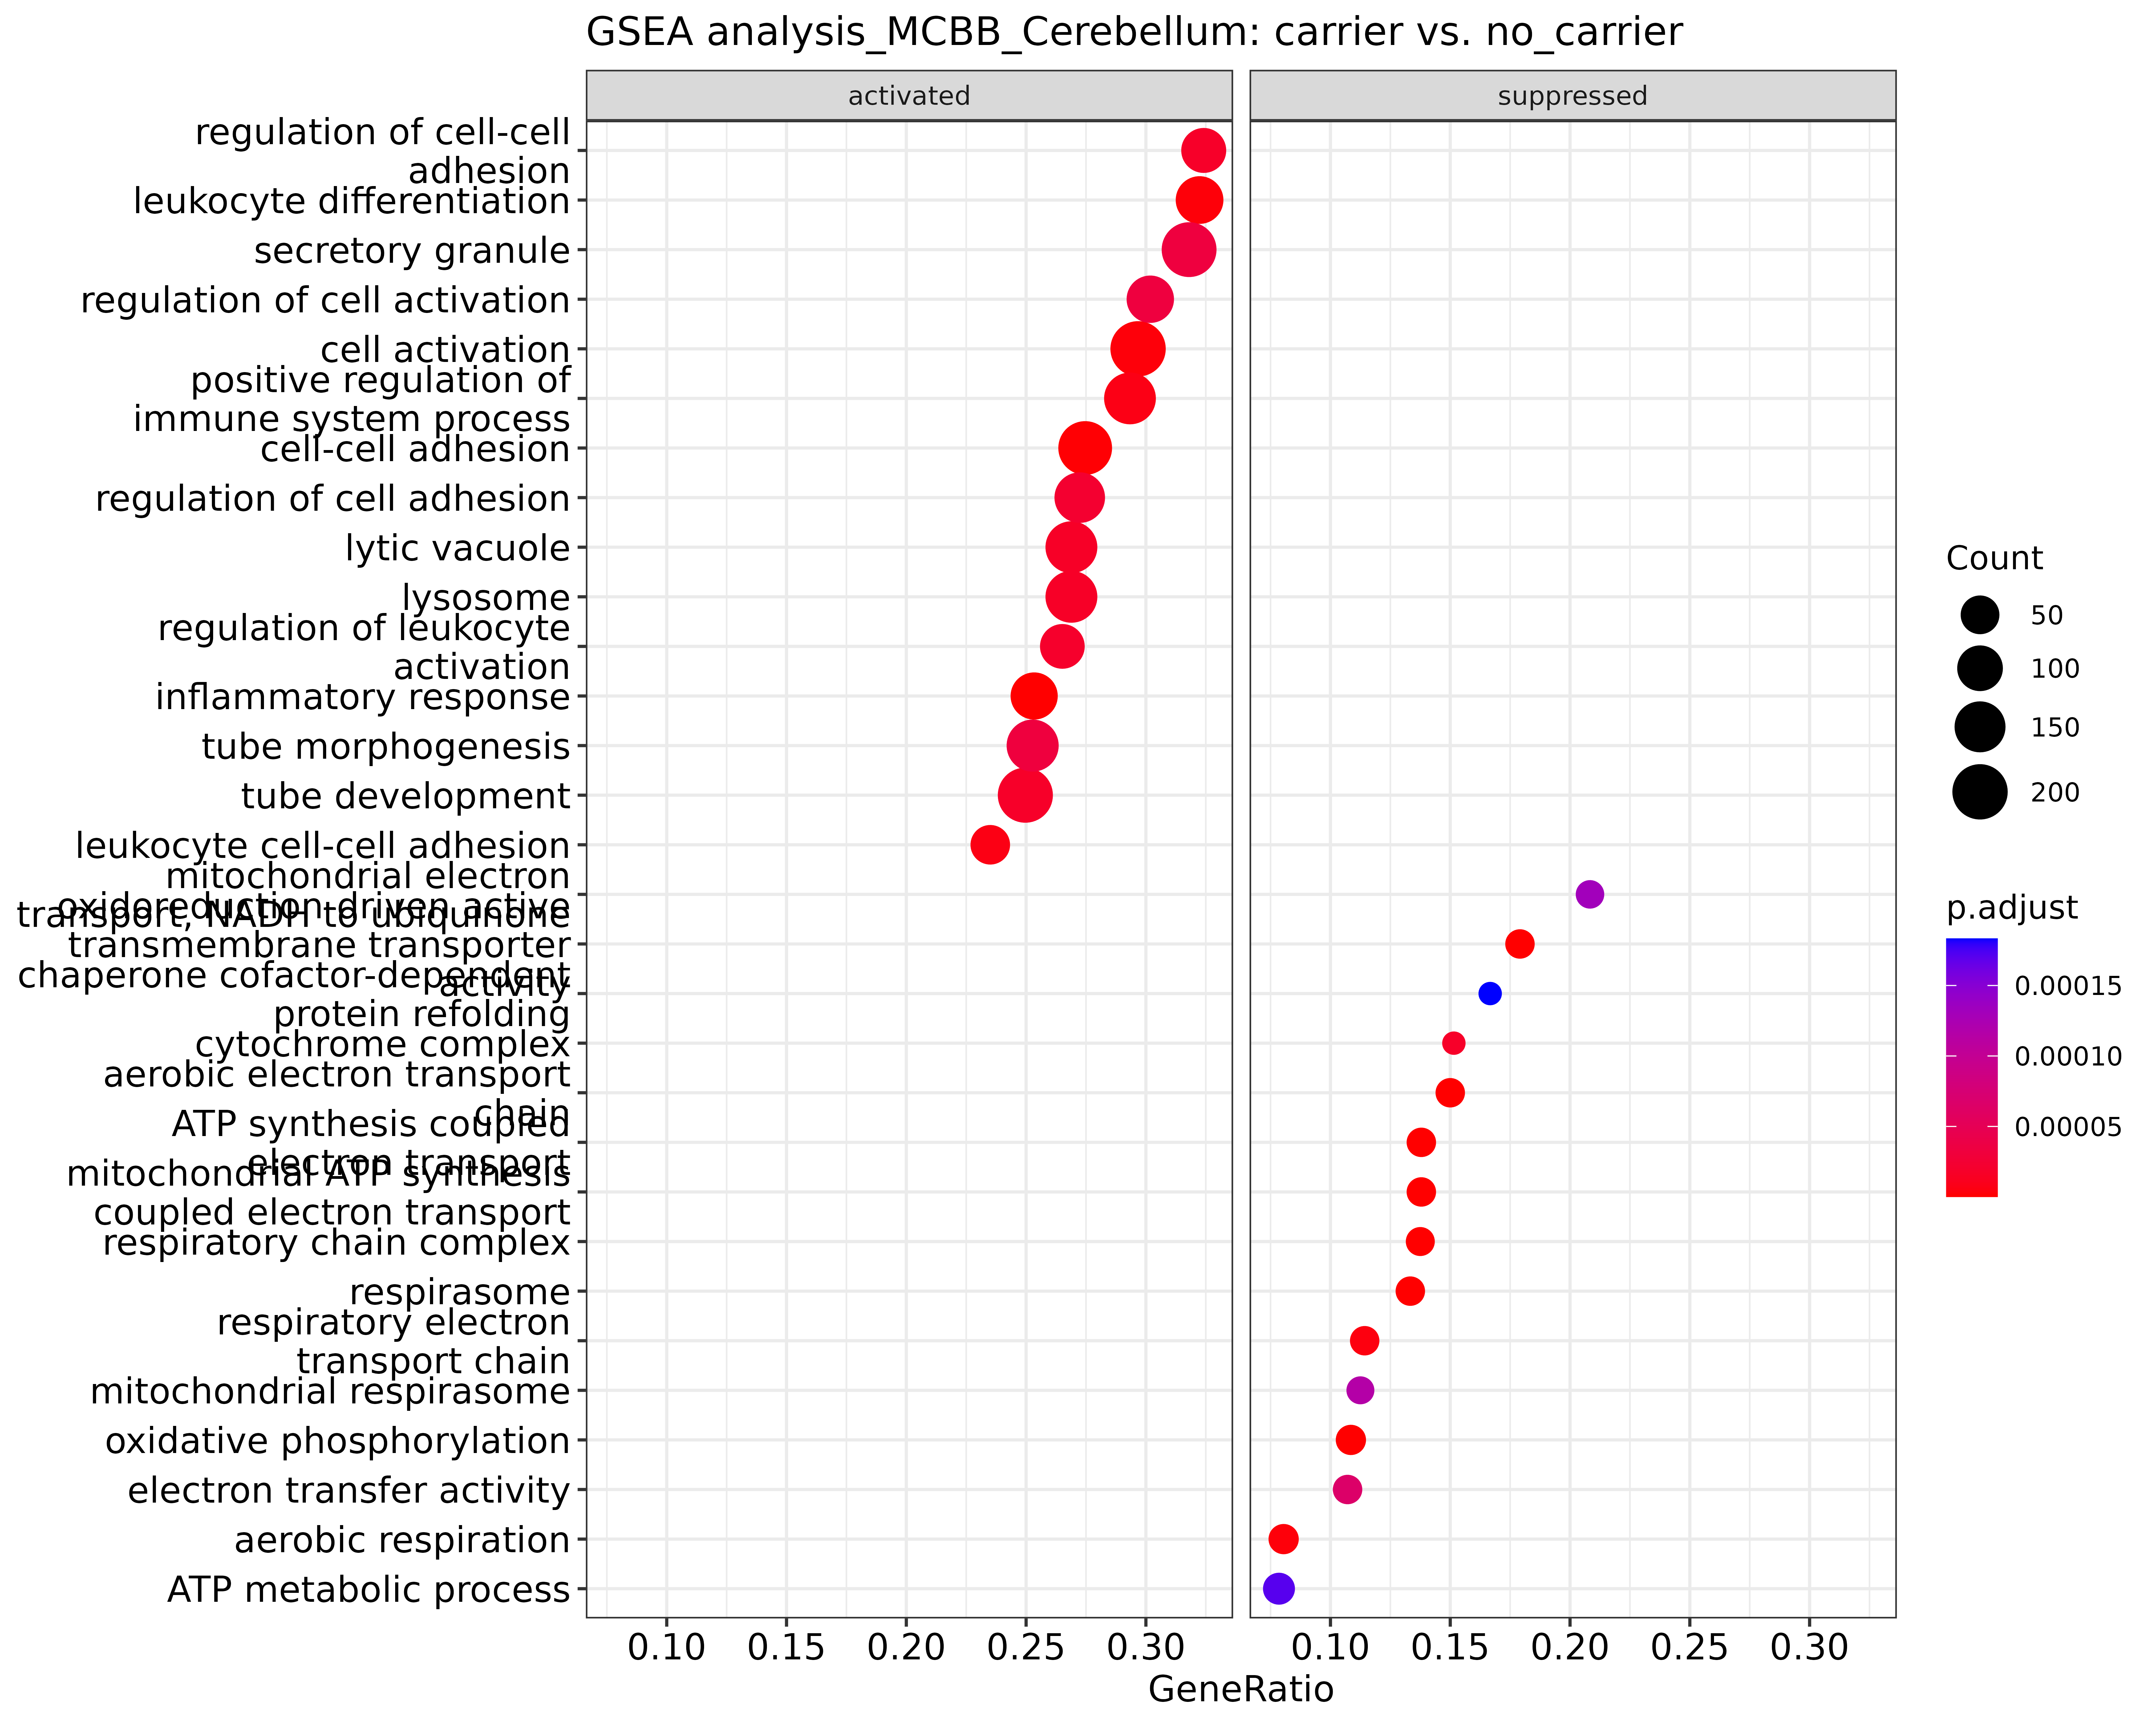 GSEA analysis_MCBB_Cerebellum: carrier vs. no_carrier
activated
suppressed
regulation of cell-cell
adhesion
leukocyte differentiation
secretory granule
regulation of cell activation
cell activation
positive regulation of
immune system process
cell-cell adhesion
regulation of cell adhesion
lytic vacuole
lysosome
regulation of leukocyte
activation
inflammatory response
tube morphogenesis
tube development
leukocyte cell-cell adhesion
mitochondrial electron
transport, NADH to ubiquinone
oxidoreduction-driven active
transmembrane transporter
activity
chaperone cofactor-dependent
protein refolding
cytochrome complex
aerobic electron transport
chain
ATP synthesis coupled
electron transport
mitochondrial ATP synthesis
coupled electron transport
respiratory chain complex
respirasome
respiratory electron
transport chain
mitochondrial respirasome
oxidative phosphorylation
electron transfer activity
aerobic respiration
ATP metabolic process
0.10 0.15 0.20 0.25 0.30
0.10 0.15 0.20 0.25 0.30
GeneRatio
Count
50
100
150
200
p.adjust
0.00015
0.00010
0.00005